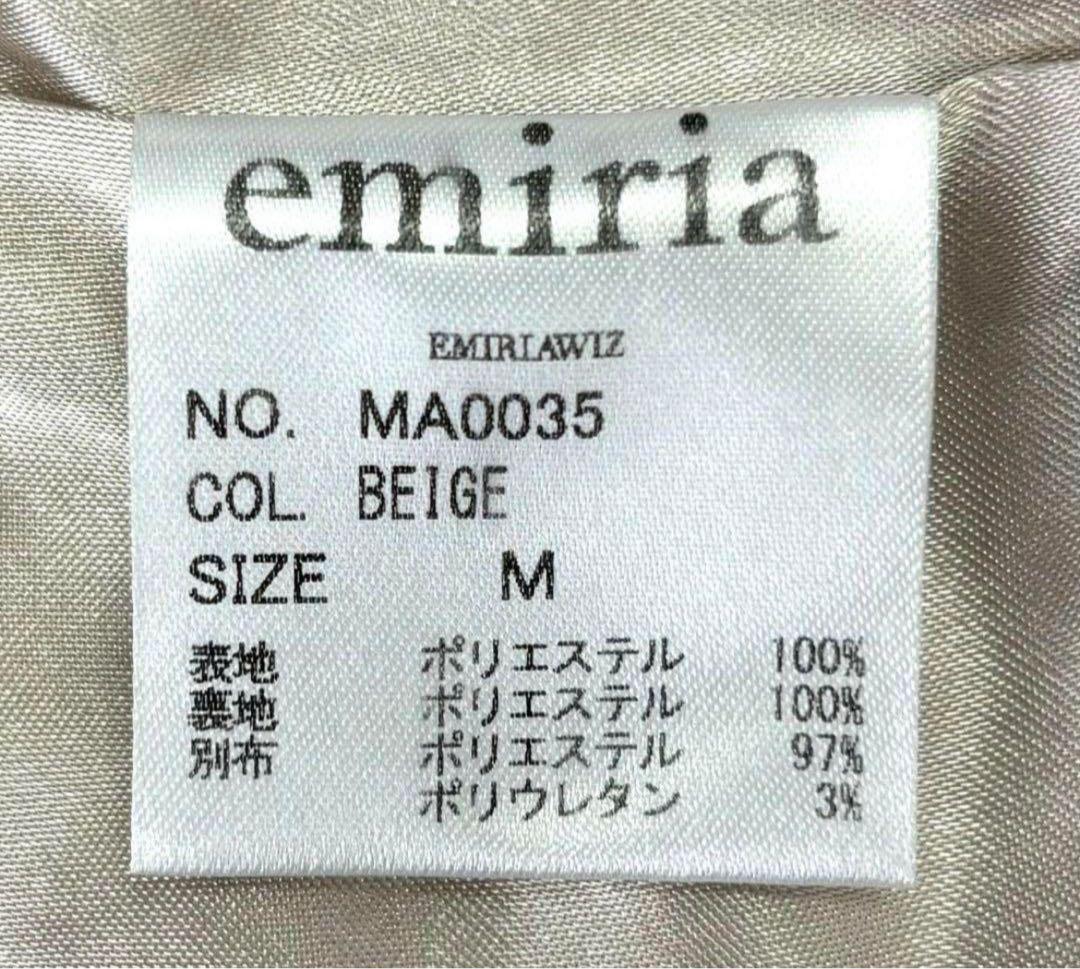 emiria
EMIRIAWIZ
NO. MA0035
COL. BEIGE
SIZE M
表地 ポリエステル 100%
裏地 ポリエステル 100%
別布 ポリエステル 97%
ポリウレタン 3%